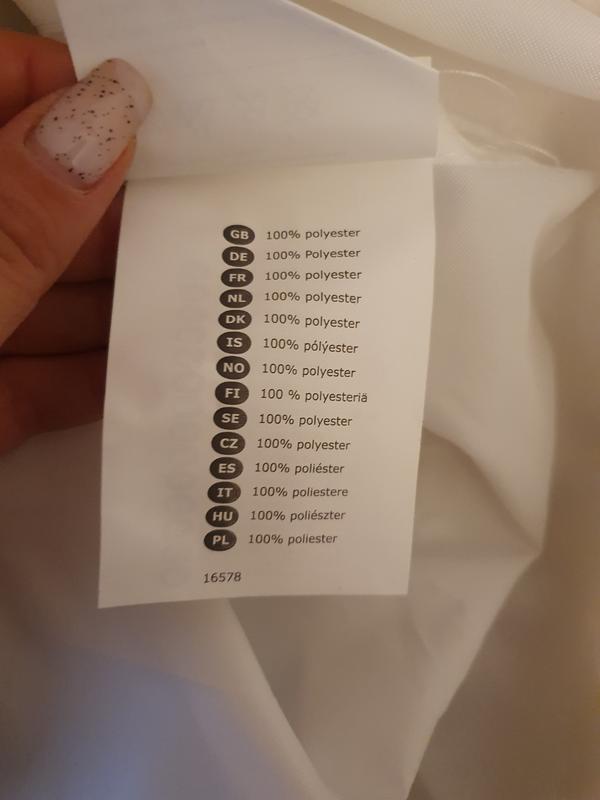 GB 100% polyester
DE 100% Polyester
FR 100% polyester
NL 100% polyester
DK 100% polyester
IS 100% pólýester
NO 100% polyester
FI 100 % polyesteriä
SE 100% polyester
CZ 100% polyester
ES 100% poliéster
IT 100% poliestere
HU 100% poliészter
PL 100% poliester
16578